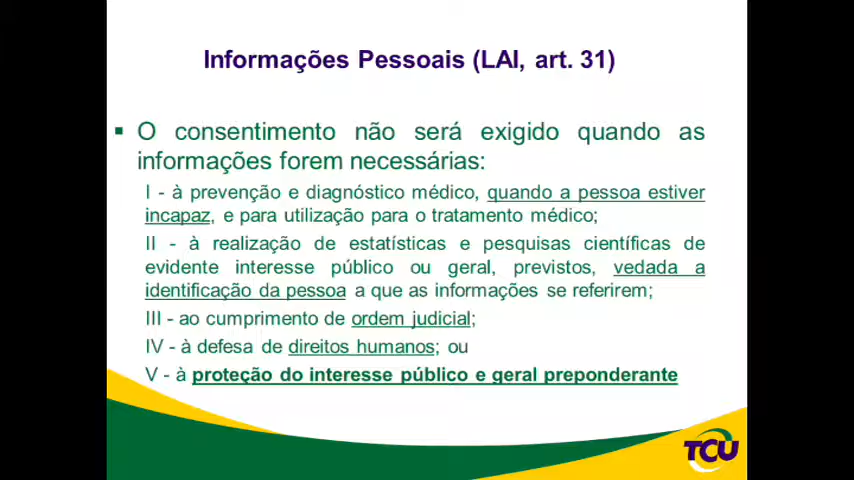 Informações Pessoais (LAI, art. 31)
▪ O consentimento não será exigido quando as
informações forem necessárias:
I - à prevenção e diagnóstico médico, quando a pessoa estiver
incapaz, e para utilização para o tratamento médico;
II - à realização de estatísticas e pesquisas científicas de
evidente interesse público ou geral, previstos, vedada a
identificação da pessoa a que as informações se referirem;
III - ao cumprimento de ordem judicial;
IV - à defesa de direitos humanos; ou
V - à proteção do interesse público e geral preponderante
TCU